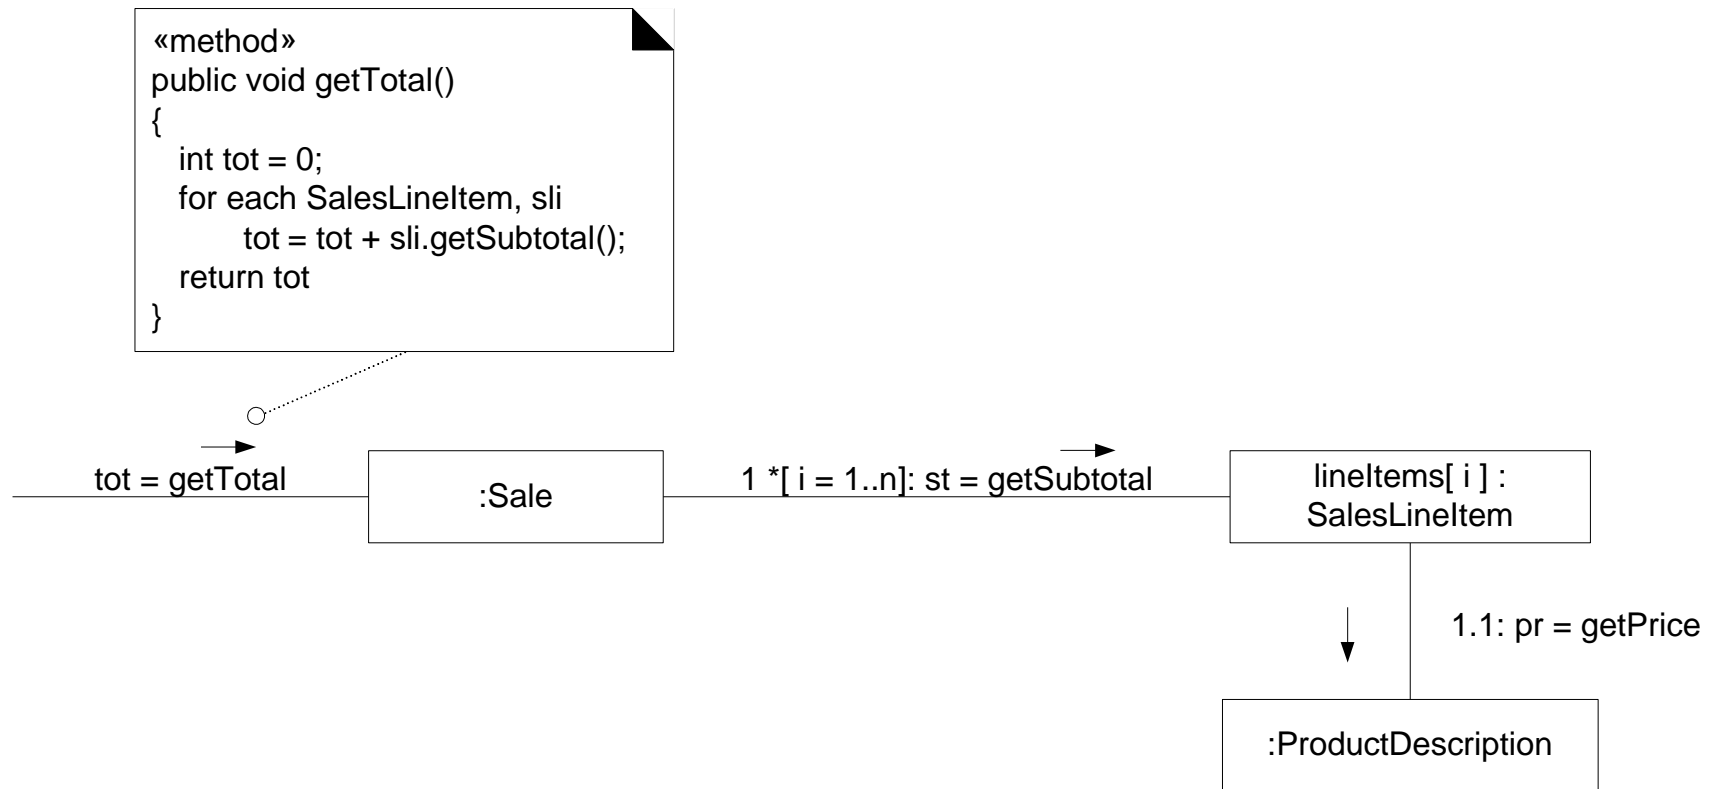 «method»
public void getTotal()
{
int tot = 0;
for each SalesLineItem, sli
tot = tot + sli.getSubtotal();
return tot
}
tot = getTotal
:Sale
1 *[ i = 1..n]: st = getSubtotal
lineItems[ i ] :
SalesLineItem
1.1: pr = getPrice
:ProductDescription